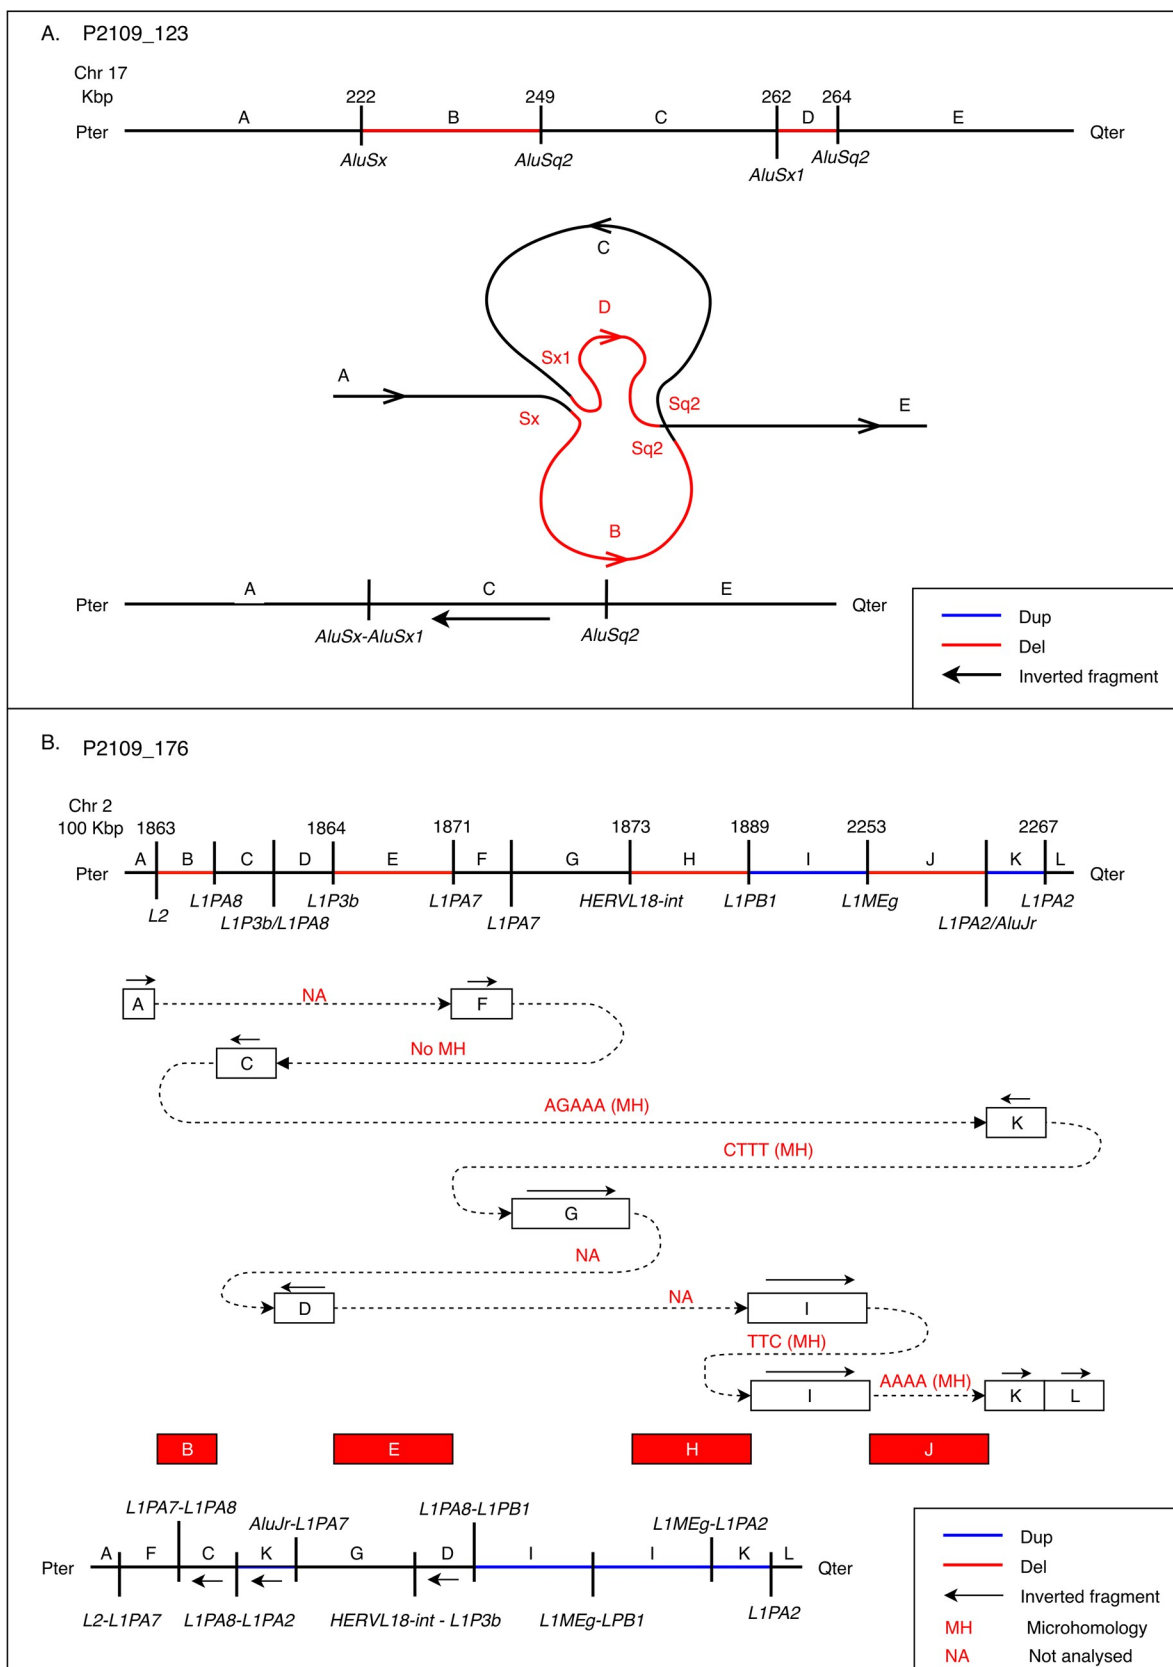 A. P2109_123
Chr 17
Kbp 222 249 262 264
A B C D E
Pter Qter
AluSx AluSq2 AluSx1 AluSq2
C
D
Sx1
A
Sx Sq2 E
Sq2
B
A C E
Pter Qter
AluSx-AluSx1 AluSq2
Dup
Del
Inverted fragment
B. P2109_176
Chr 2
100 Kbp 1863 1864 1871 1873 1889 2253 2267
A B C D E F G H I J K L
Pter Qter
L2 L1PA8 L1P3b/L1PA8 L1P3b L1PA7 L1PA7 HERVL18-int L1PB1 L1MEg L1PA2/AluJr L1PA2
A NA F
C No MH
AGAAA (MH) K
CTTT (MH)
G
NA
D NA I
TTC (MH)
I AAAA (MH) K L
B E H J
L1PA7-L1PA8 AluJr-L1PA7 L1PA8-L1PB1 L1MEg-L1PA2
A F C K G D I I K L
Pter Qter
L2-L1PA7 L1PA8-L1PA2 HERVL18-int - L1P3b L1MEg-LPB1 L1PA2
Dup
Del
Inverted fragment
MH Microhomology
NA Not analysed